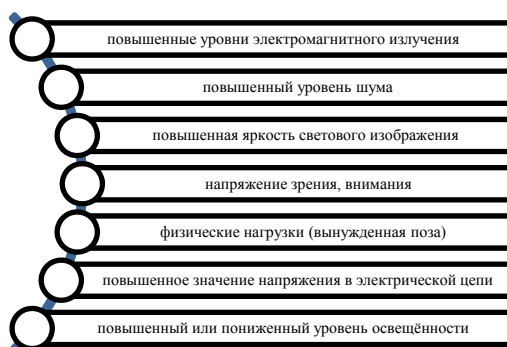 повышенные уровни электромагнитного излучения
повышенный уровень шума
повышенная яркость светового изображения
напряжение зрения, внимания
физические нагрузки (вынужденная поза)
повышенное значение напряжения в электрической цепи
повышенный или пониженный уровень освещённости